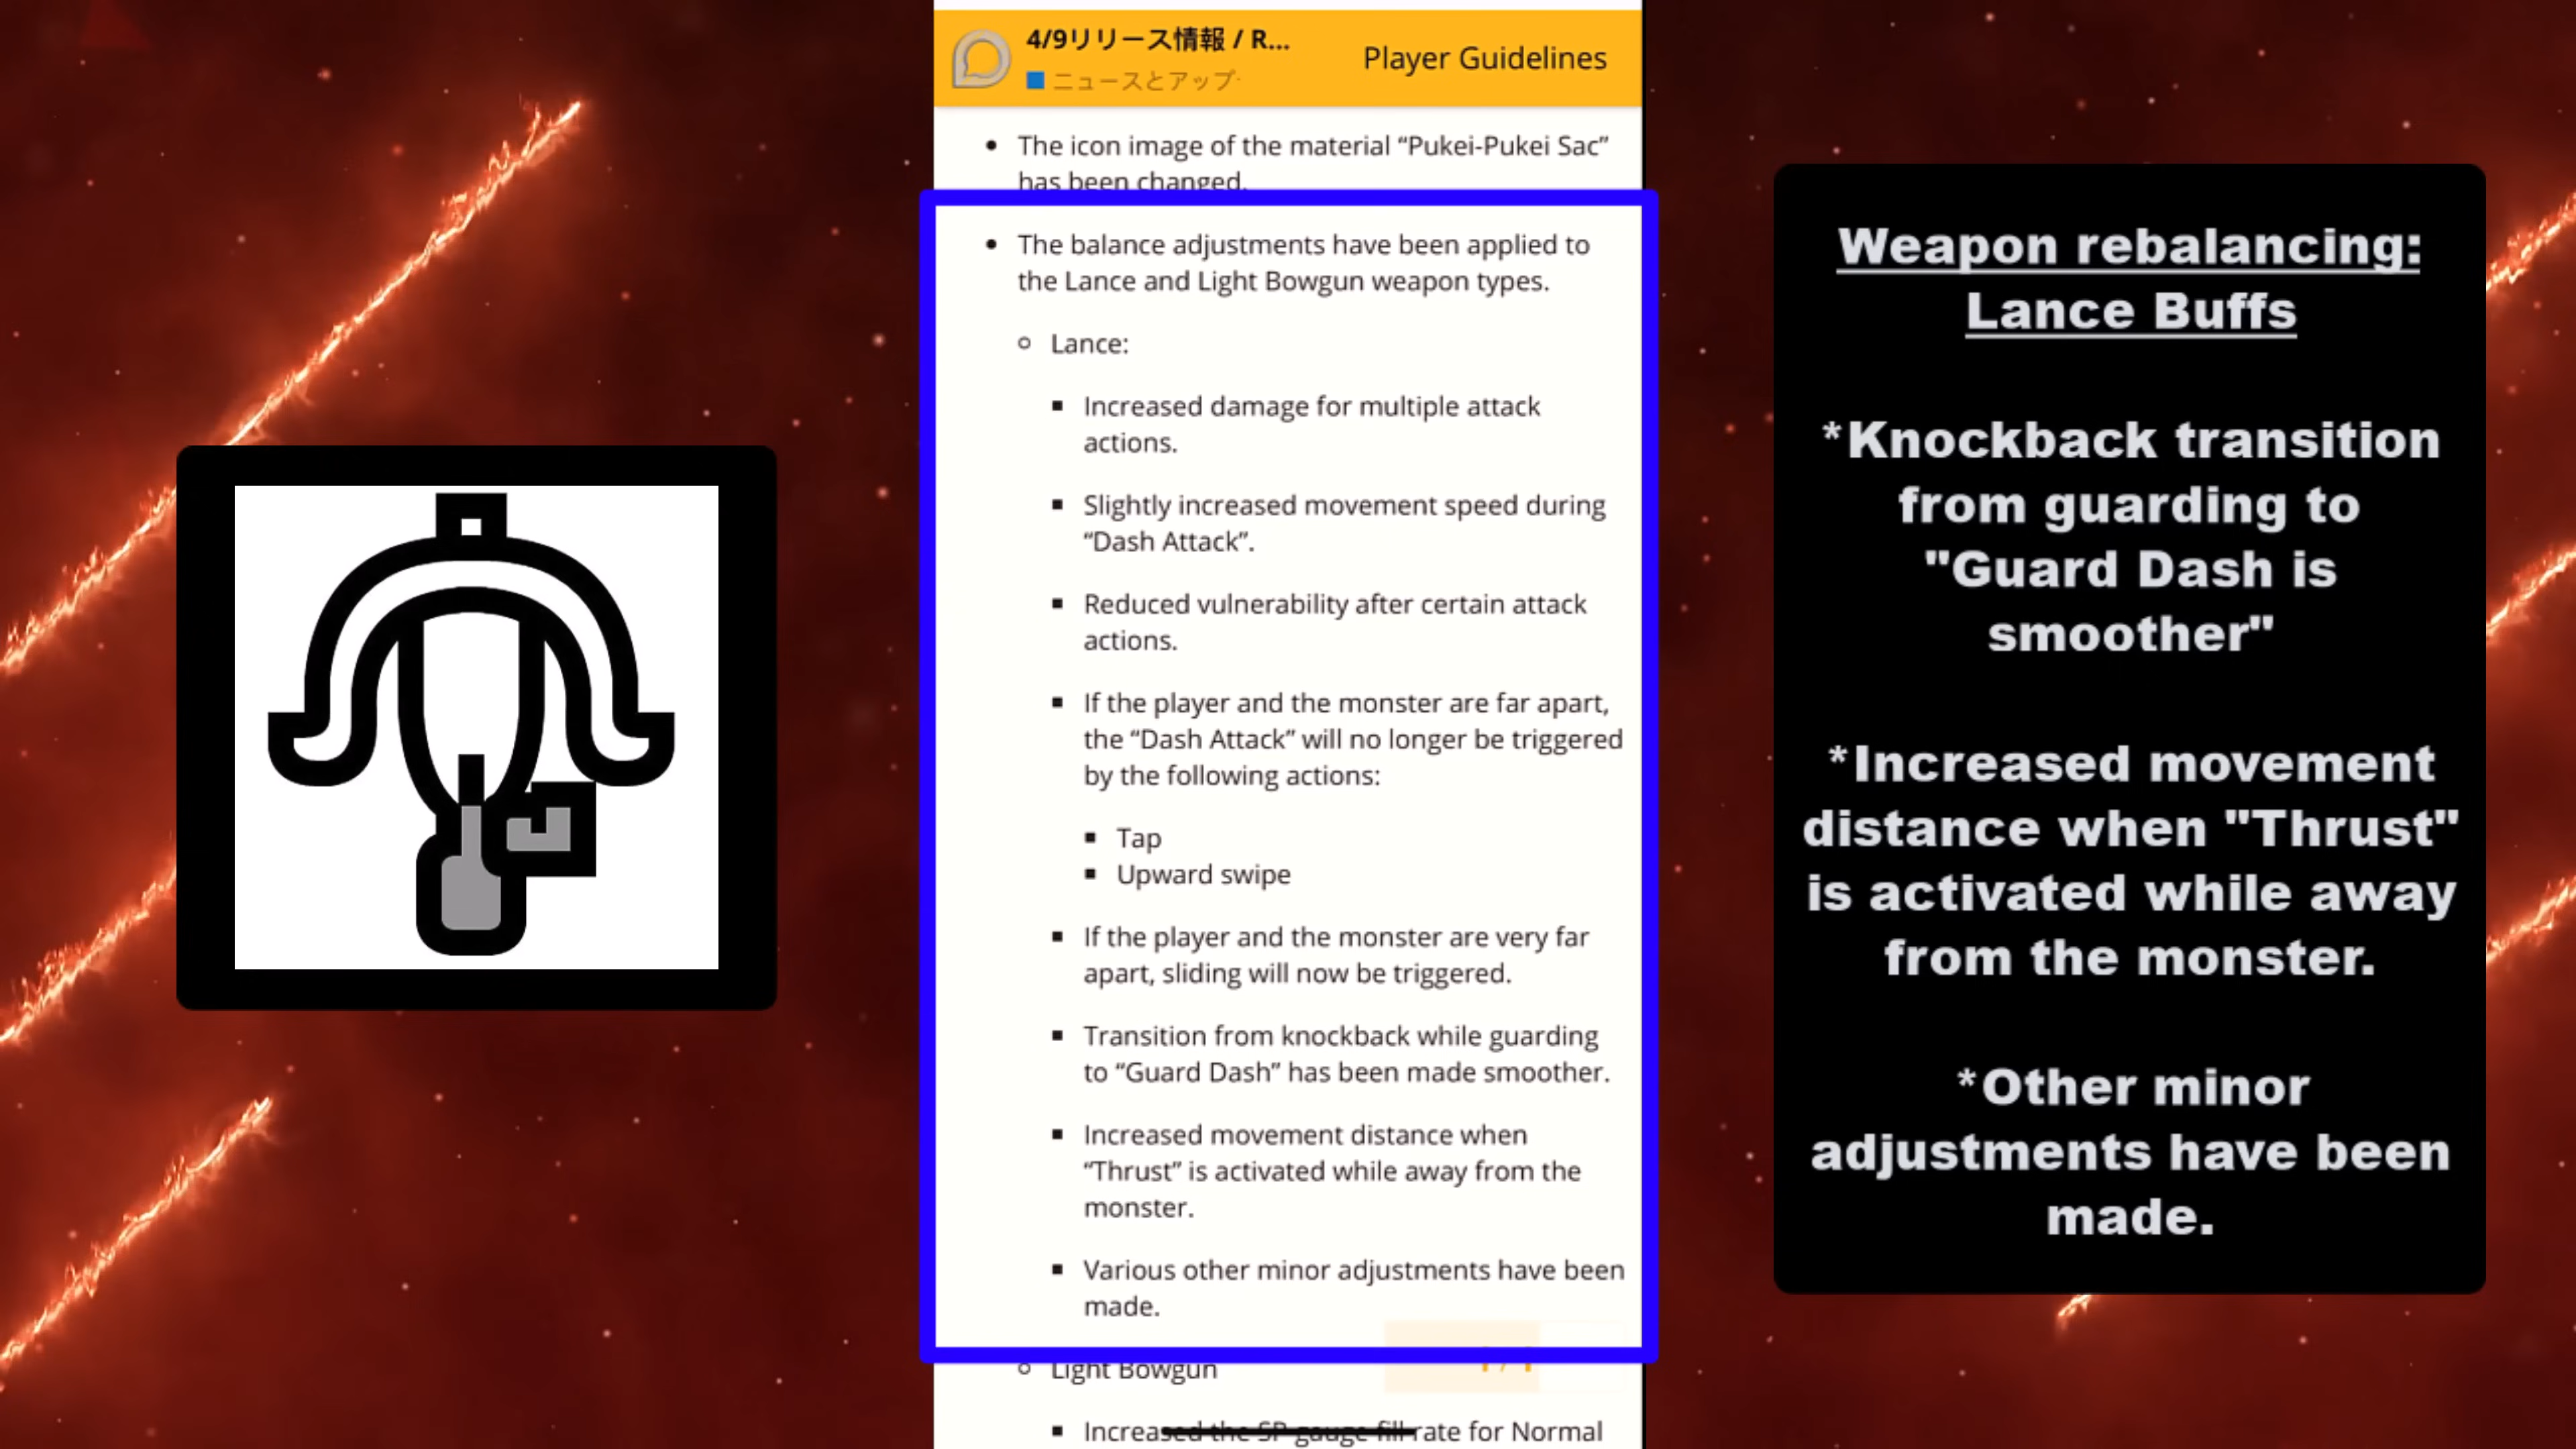 4/9リリース情報 / R...
ニュースとアップ
Player Guidelines
• The icon image of the material “Pukei-Pukei Sac”
has been changed.
• The balance adjustments have been applied to
the Lance and Light Bowgun weapon types.
○ Lance:
▪ Increased damage for multiple attack
actions.
▪ Slightly increased movement speed during
“Dash Attack”.
▪ Reduced vulnerability after certain attack
actions.
▪ If the player and the monster are far apart,
the “Dash Attack” will no longer be triggered
by the following actions:
▪ Tap
▪ Upward swipe
▪ If the player and the monster are very far
apart, sliding will now be triggered.
▪ Transition from knockback while guarding
to “Guard Dash” has been made smoother.
▪ Increased movement distance when
“Thrust” is activated while away from the
monster.
▪ Various other minor adjustments have been
made.
○ Light Bowgun
▪ Increased the SP gauge fill rate for Normal
Weapon rebalancing:
Lance Buffs
*Knockback transition
from guarding to
"Guard Dash is
smoother"
*Increased movement
distance when "Thrust"
is activated while away
from the monster.
*Other minor
adjustments have been
made.